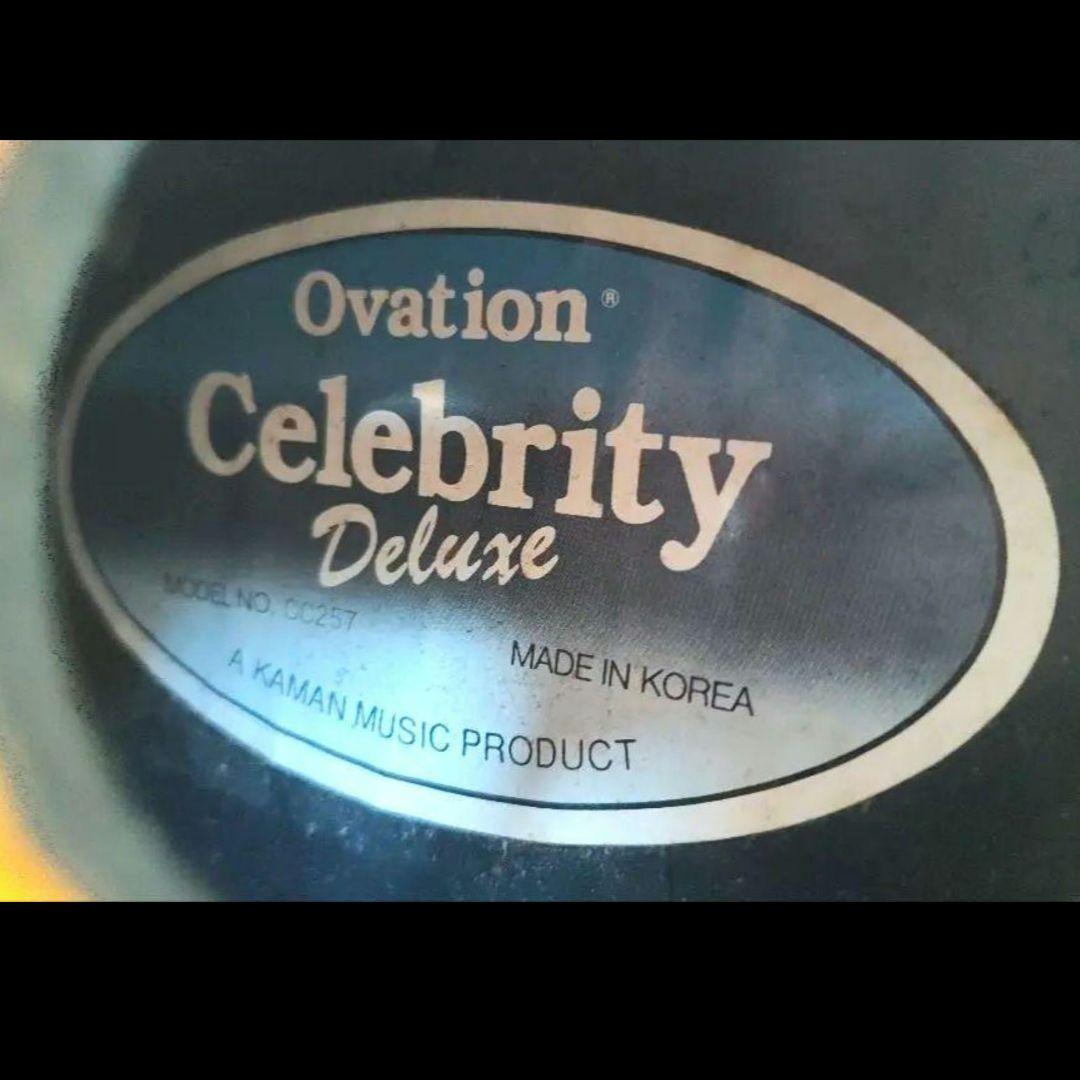 Ovation®
Celebrity
Deluxe
MODEL NO. CC257
MADE IN KOREA
A KAMAN MUSIC PRODUCT